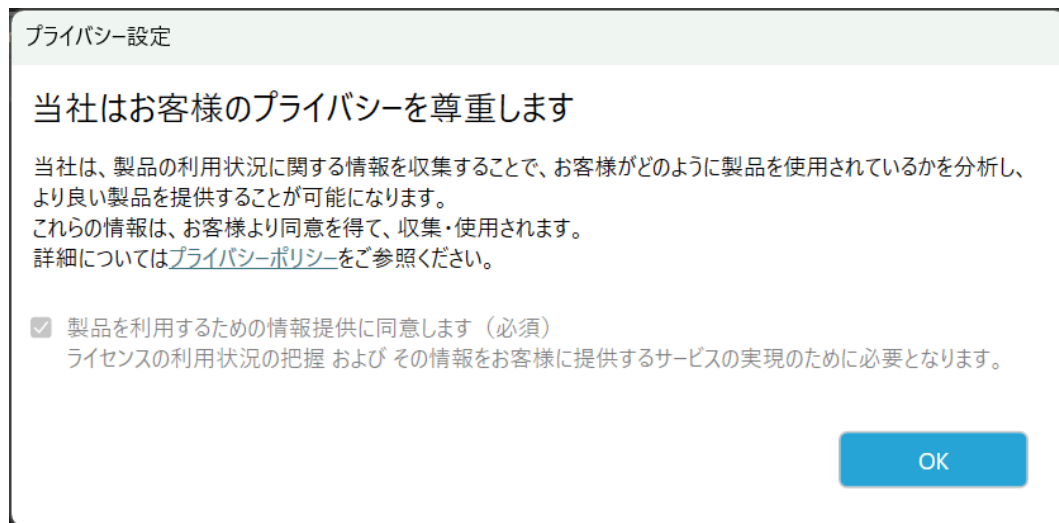 プライバシー設定
当社はお客様のプライバシーを尊重します
当社は、製品の利用状況に関する情報を収集することで、お客様がどのように製品を使用されているかを分析し、
より良い製品を提供することが可能になります。
これらの情報は、お客様より同意を得て、収集・使用されます。
詳細についてはプライバシーポリシーをご参照ください。
製品を利用するための情報提供に同意します（必須）
ライセンスの利用状況の把握 および その情報をお客様に提供するサービスの実現のために必要となります。
OK